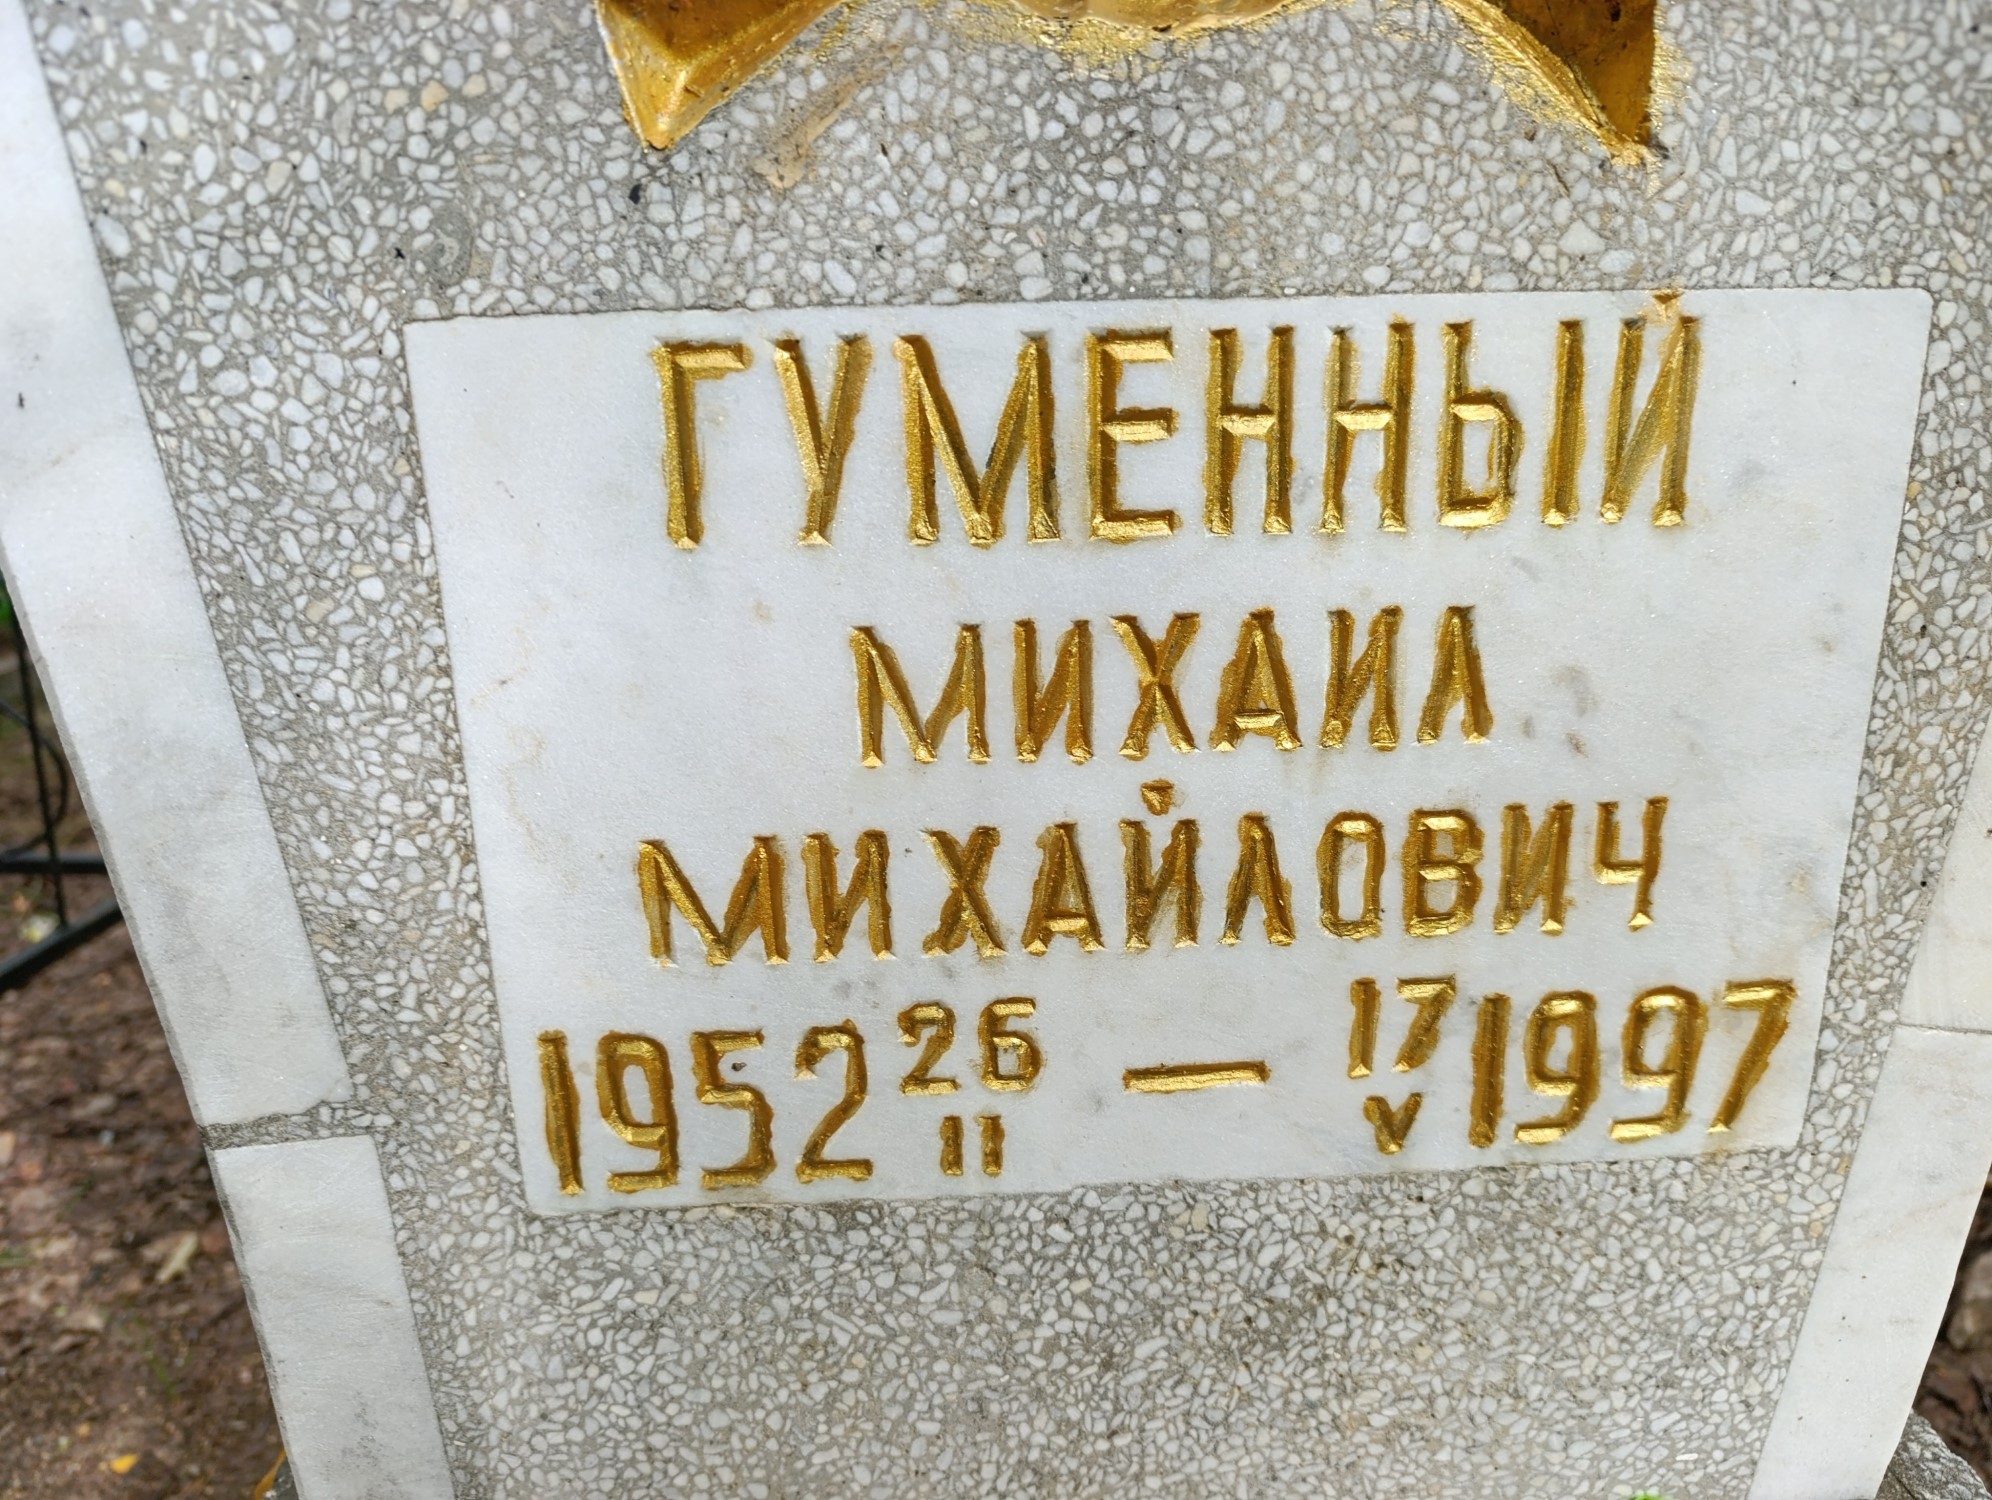 ГУМЕННЫЙ
МИХАИЛ
МИХАЙЛОВИЧ
1952 26/II — 17/V 1997